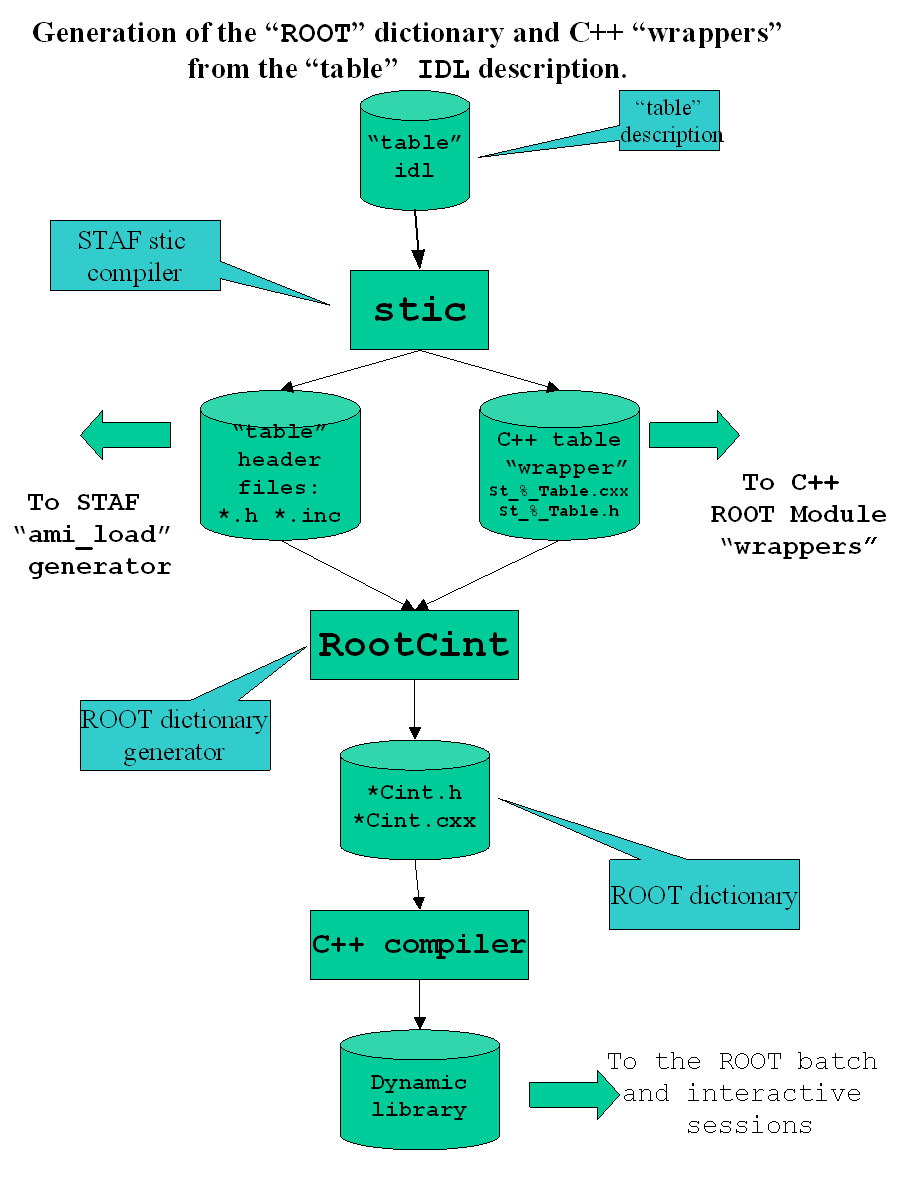 Generation of the “ROOT” dictionary and C++ “wrappers”
from the “table” IDL description.
“table”
idl
“table”
description
STAF stic
compiler
stic
“table”
header
files:
*.h *.inc
C++ table
“wrapper”
St_%_Table.cxx
St_%_Table.h
To STAF
“ami_load”
generator
To C++
ROOT Module
“wrappers”
RootCint
ROOT dictionary
generator
*Cint.h
*Cint.cxx
ROOT dictionary
C++ compiler
Dynamic
library
To the ROOT batch
and interactive
sessions